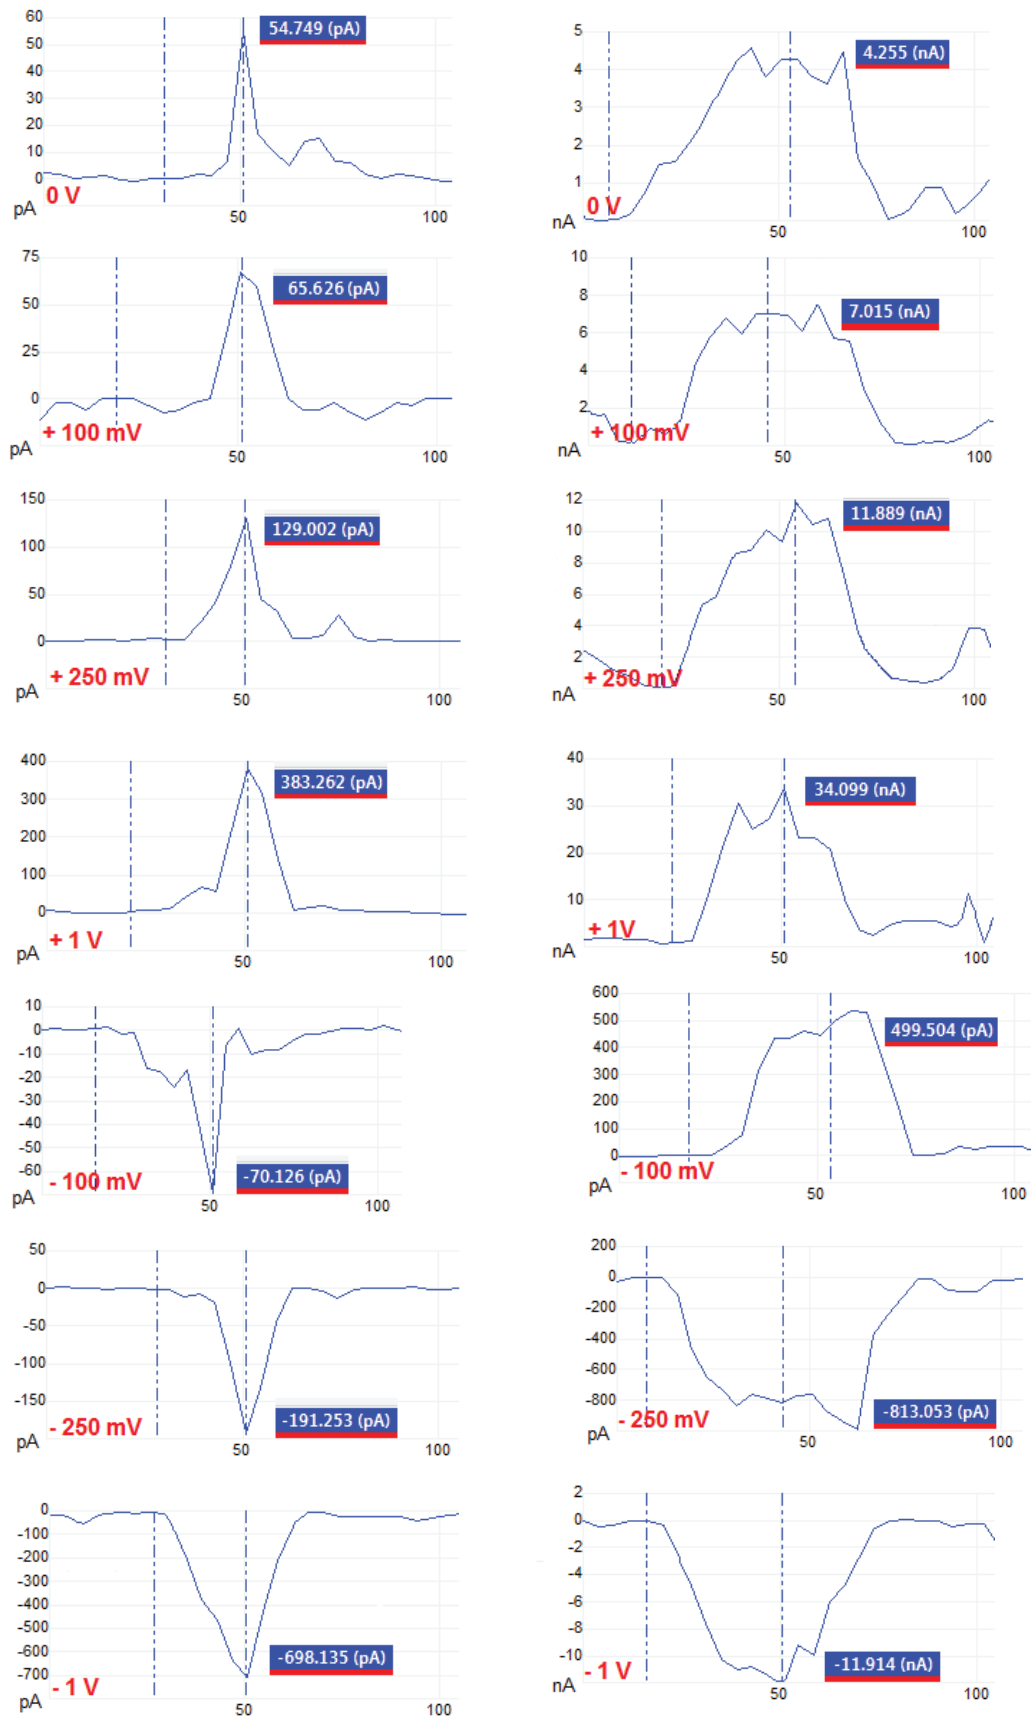 60
50
40
30
20
10
0
pA
0 V
54.749 (pA)
50
100
5
4
3
2
1
nA
0 V
4.255 (nA)
50
100
75
50
25
0
pA
+ 100 mV
65.626 (pA)
50
100
10
8
6
4
2
nA
+ 100 mV
7.015 (nA)
50
100
150
100
50
0
pA
+ 250 mV
129.002 (pA)
50
100
12
10
8
6
4
2
nA
+ 250 mV
11.889 (nA)
50
100
400
300
200
100
0
pA
+ 1 V
383.262 (pA)
50
100
40
30
20
10
nA
+ 1V
34.099 (nA)
50
100
10
0
-10
-20
-30
-40
-50
-60
pA
- 100 mV
-70.126 (pA)
50
100
600
500
400
300
200
100
0
pA
- 100 mV
499.504 (pA)
50
100
50
0
-50
-100
-150
pA
- 250 mV
-191.253 (pA)
50
100
200
0
-200
-400
-600
-800
pA
- 250 mV
-813.053 (pA)
50
100
0
-100
-200
-300
-400
-500
-600
-700
pA
- 1 V
-698.135 (pA)
50
100
2
0
-2
-4
-6
-8
-10
nA
- 1 V
-11.914 (nA)
50
100